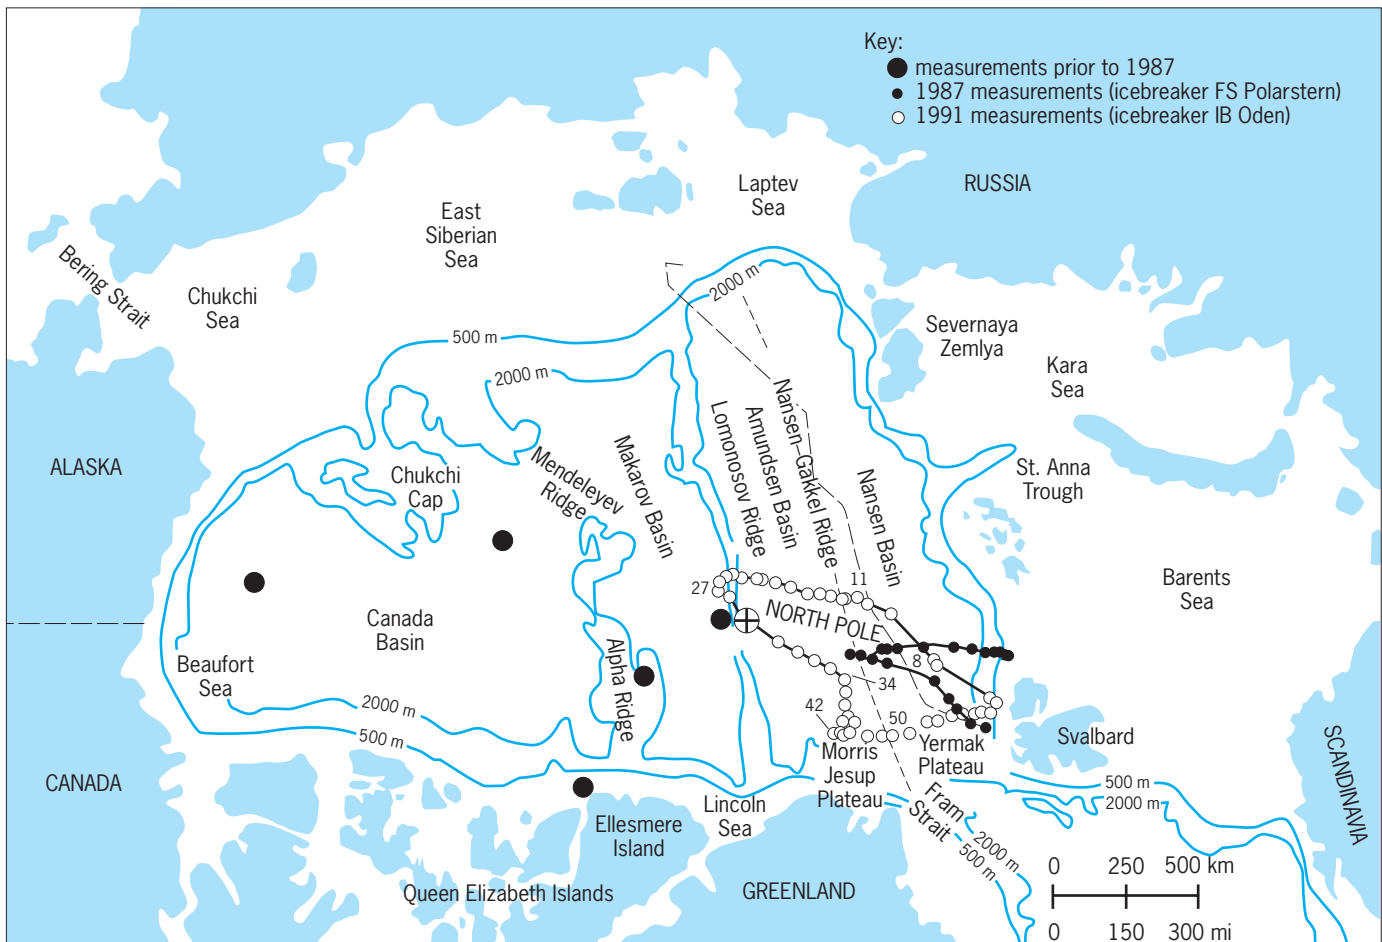 Key:
measurements prior to 1987
1987 measurements (icebreaker FS Polarstern)
1991 measurements (icebreaker IB Oden)
RUSSIA
Laptev
Sea
East
Siberian
Sea
Bering Strait
Chukchi
Sea
2000 m
500 m
2000 m
Severnaya
Zemlya
Kara
Sea
ALASKA
Chukchi
Cap
Mendeleyev
Ridge
Makarov Basin
Lomonosov Ridge
Amundsen Basin
Nansen–Gakkel Ridge
Nansen Basin
St. Anna
Trough
Barents
Sea
27
11
NORTH POLE
8
34
42
50
Canada
Basin
Beaufort
Sea
Alpha Ridge
2000 m
500 m
CANADA
Morris
Jesup
Plateau
Yermak
Plateau
Svalbard
SCANDINAVIA
Fram
Strait
500 m
2000 m
2000 m
500 m
Lincoln
Sea
Ellesmere
Island
Queen Elizabeth Islands
GREENLAND
0 250 500 km
0 150 300 mi